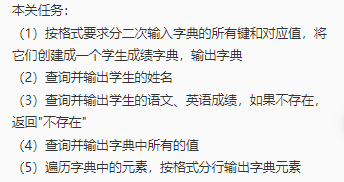 本关任务：
（1）按格式要求分二次输入字典的所有键和对应值，将
它们创建成一个学生成绩字典，输出字典
（2）查询并输出学生的姓名
（3）查询并输出学生的语文、英语成绩，如果不存在，
返回"不存在"
（4）查询并输出字典中所有的值
（5）遍历字典中的元素，按格式分行输出字典元素